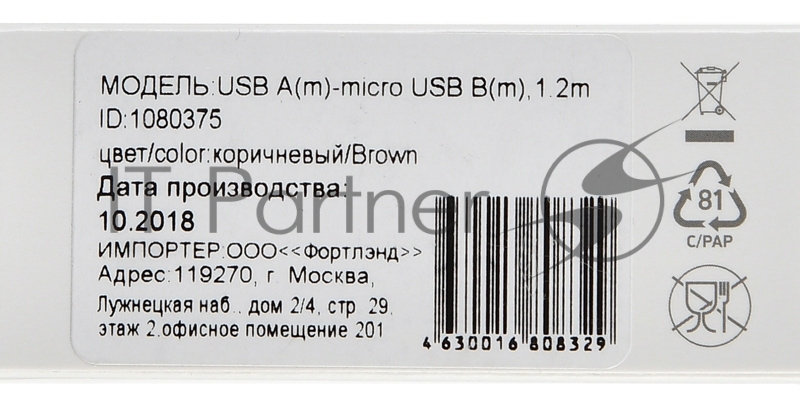 МОДЕЛЬ:USB A(m)-micro USB B(m),1.2m
ID:1080375
цвет/color:коричневый/Brown
Дата производства:
10.2018
ИМПОРТЕР:ООО<<Фортлэнд>>
Адрес:119270, г. Москва,
Лужнецкая наб., дом 2/4, стр. 29,
этаж 2,офисное помещение 201
4 630016 808329
81
C/PAP
IT Partner